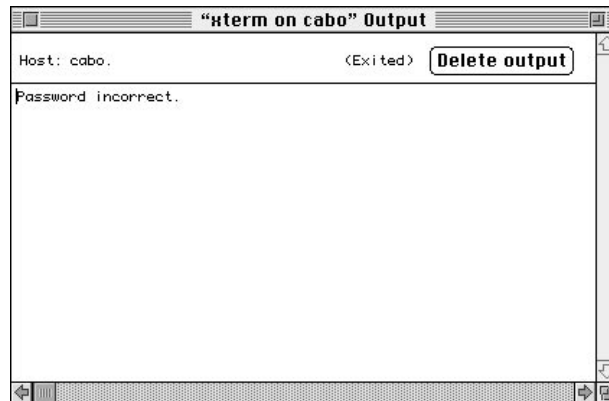 “xterm on cabo” Output
Host: cabo. (Exited) Delete output
Password incorrect.